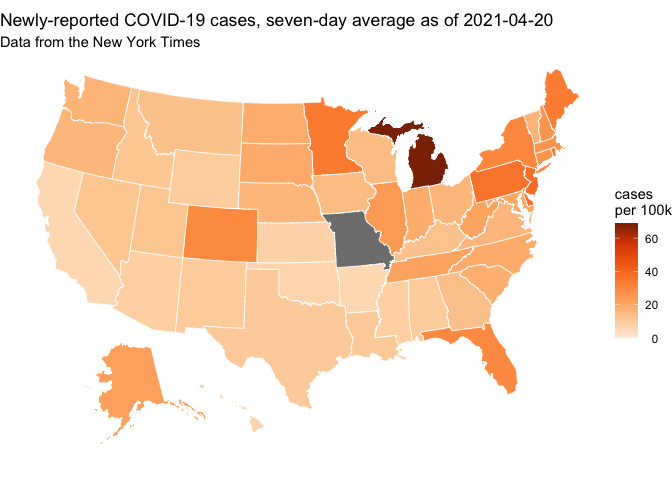 Newly-reported COVID-19 cases, seven-day average as of 2021-04-20
Data from the New York Times
cases
per 100k
60
40
20
0